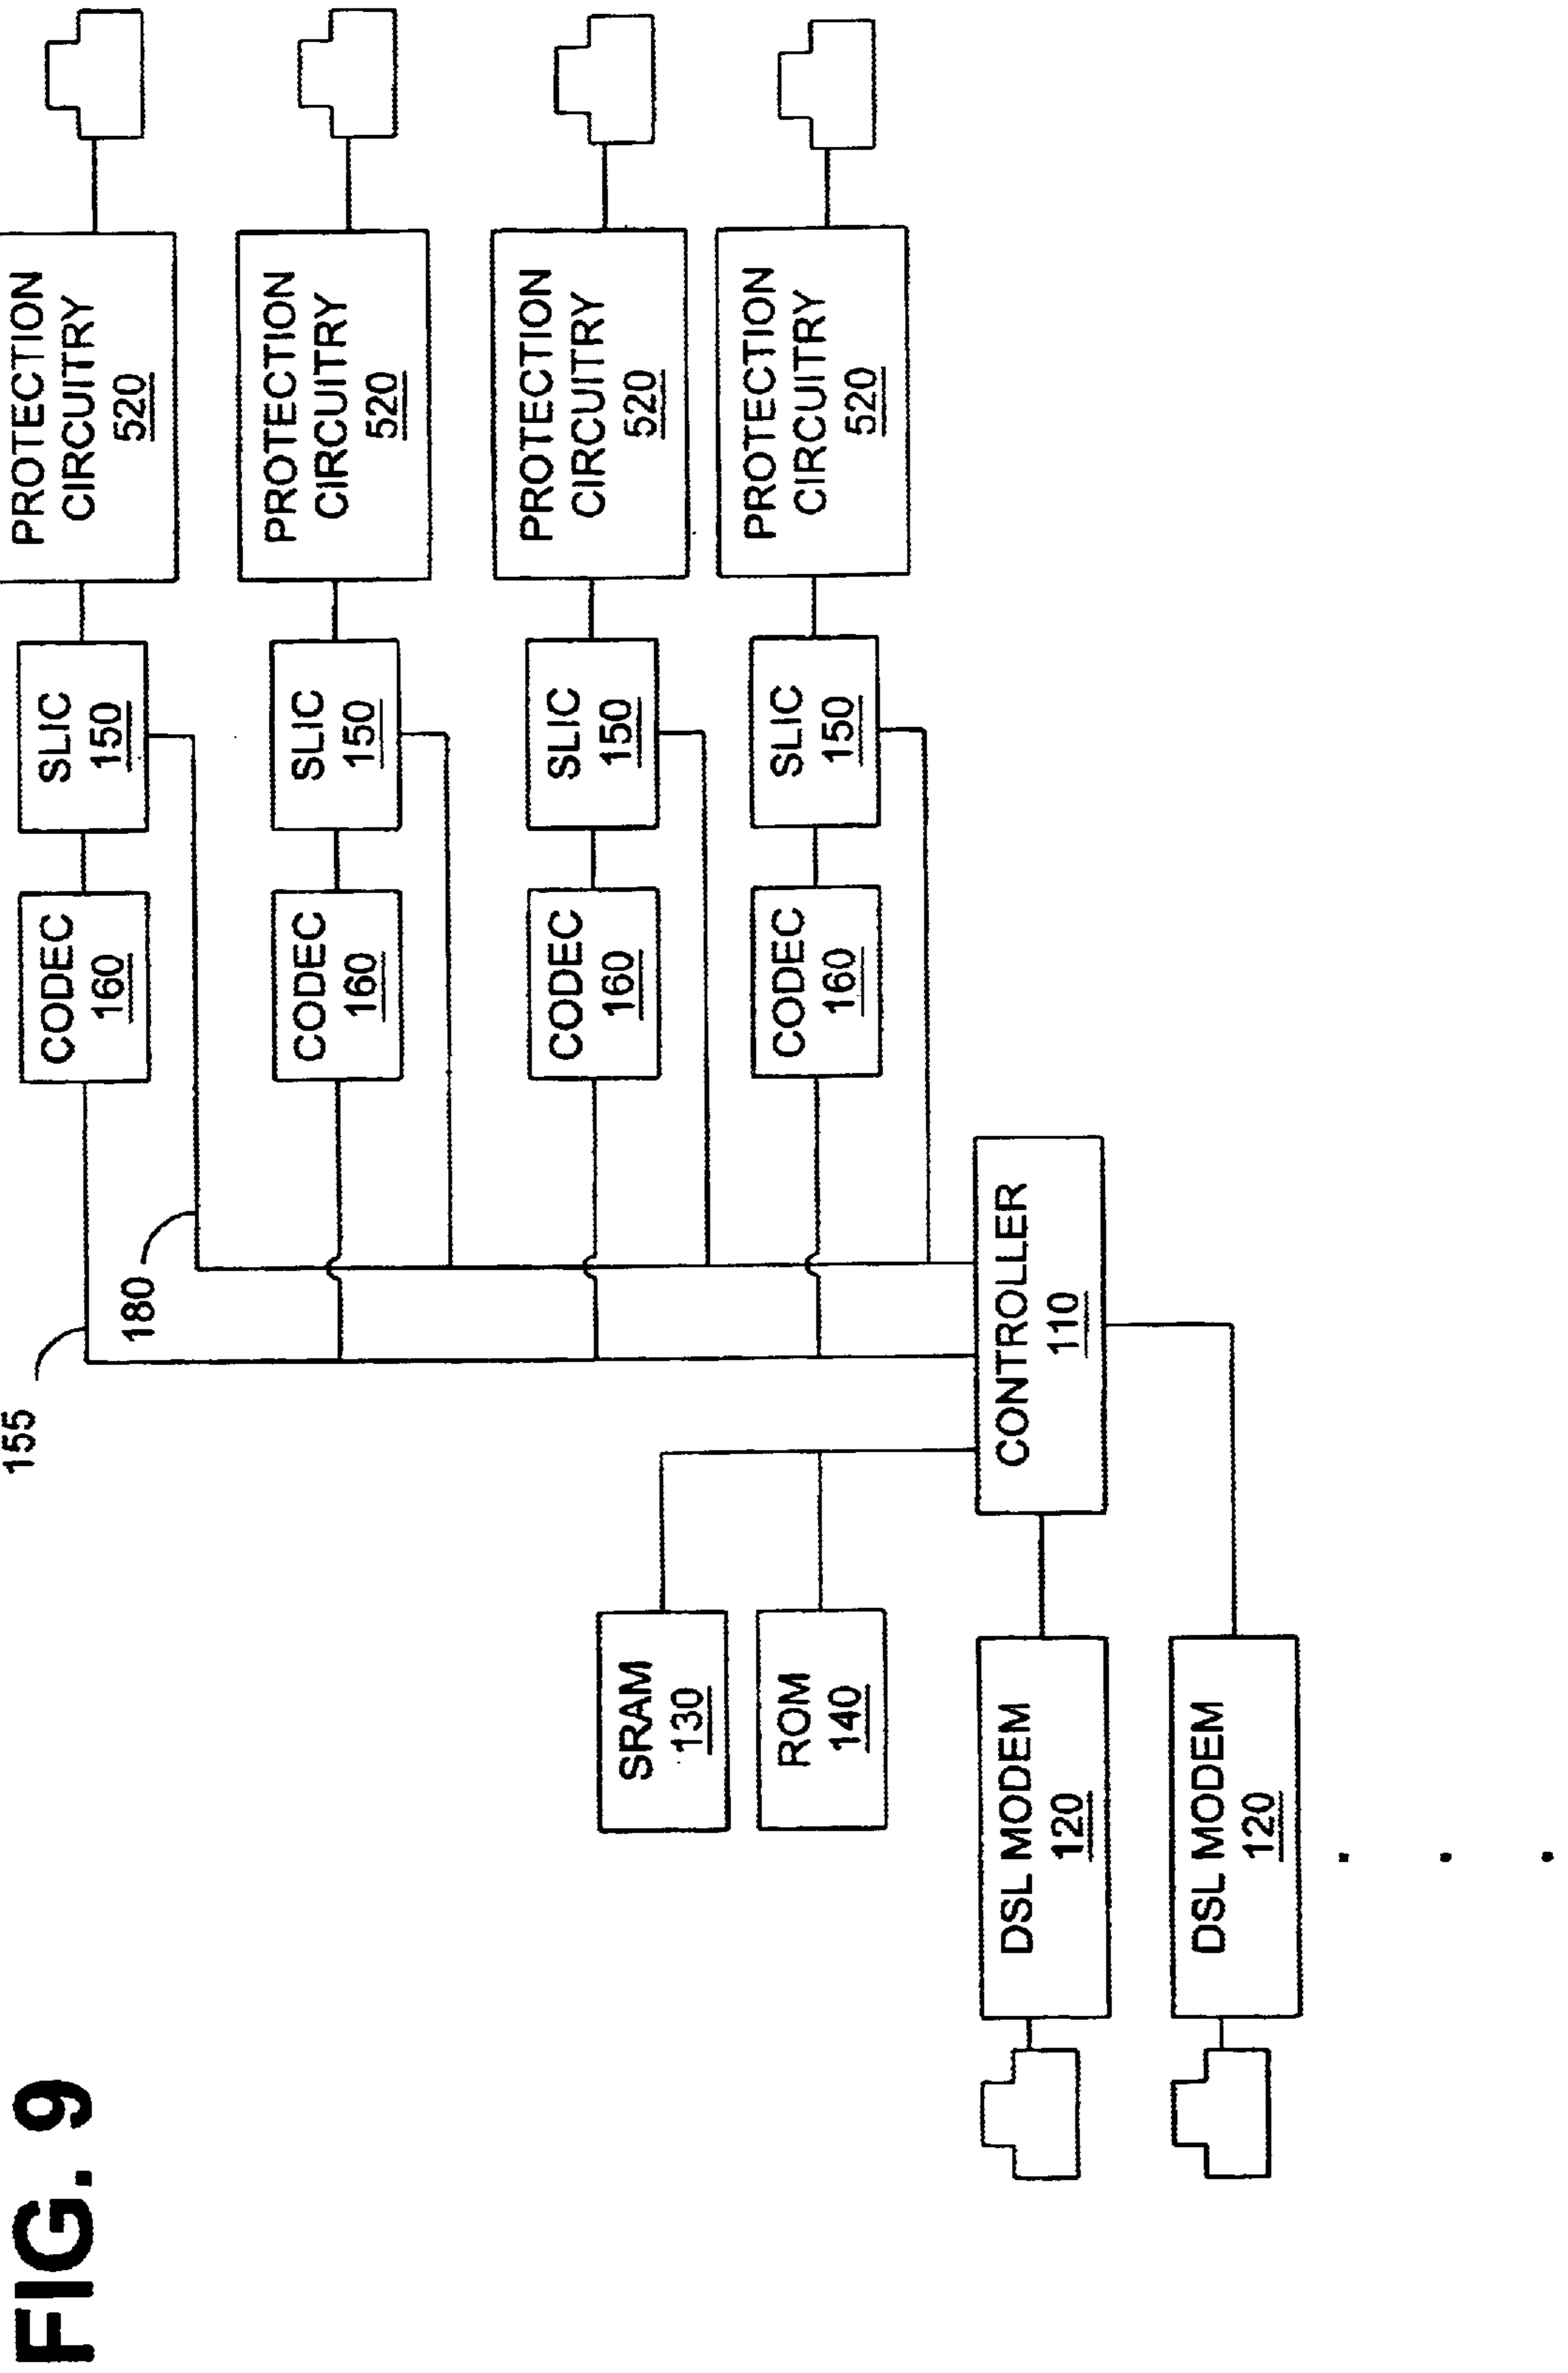 FIG. 9
155
180
CODEC
160
SLIC
150
PROTECTION
CIRCUITRY
520
CODEC
160
SLIC
150
PROTECTION
CIRCUITRY
520
CODEC
160
SLIC
150
PROTECTION
CIRCUITRY
520
CODEC
160
SLIC
150
PROTECTION
CIRCUITRY
520
SRAM
130
ROM
140
CONTROLLER
110
DSL MODEM
120
DSL MODEM
120